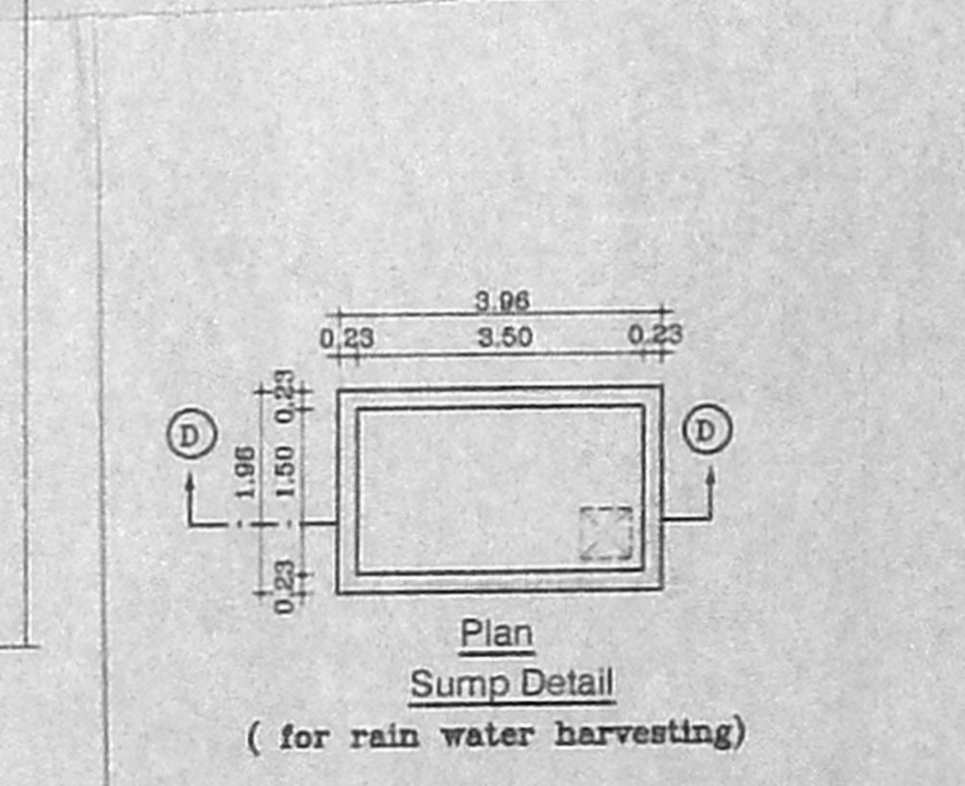 3.96
0.23 3.50 0.23
0.23
D
D
1.96
1.50
0.23
Plan
Sump Detail
( for rain water harvesting)